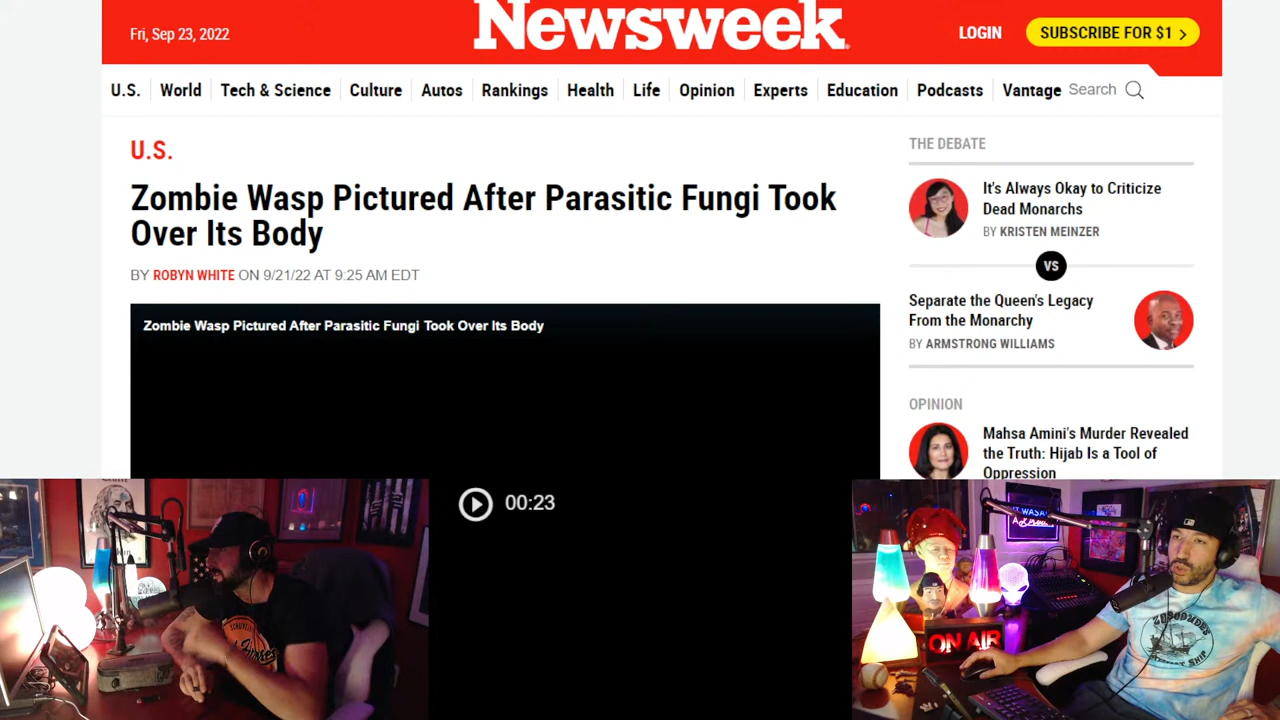 Fri, Sep 23, 2022
Newsweek
LOGIN
SUBSCRIBE FOR $1 >
U.S.
World
Tech & Science
Culture
Autos
Rankings
Health
Life
Opinion
Experts
Education
Podcasts
Vantage
Search
U.S.
Zombie Wasp Pictured After Parasitic Fungi Took
Over Its Body
BY ROBYN WHITE ON 9/21/22 AT 9:25 AM EDT
Zombie Wasp Pictured After Parasitic Fungi Took Over Its Body
00:23
THE DEBATE
It's Always Okay to Criticize
Dead Monarchs
BY KRISTEN MEINZER
VS
Separate the Queen's Legacy
From the Monarchy
BY ARMSTRONG WILLIAMS
OPINION
Mahsa Amini's Murder Revealed
the Truth: Hijab Is a Tool of
Oppression
ON AIR